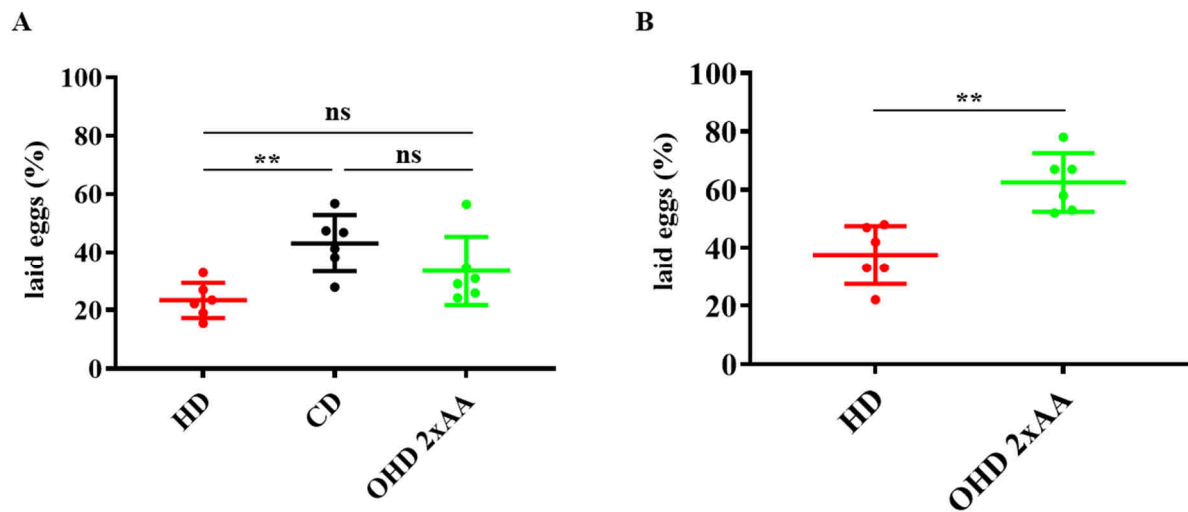 A
laid eggs (%)
100
80
60
40
20
0
ns
**
ns
HD
CD
OHD 2xAA
B
laid eggs (%)
100
80
60
40
20
0
**
HD
OHD 2xAA